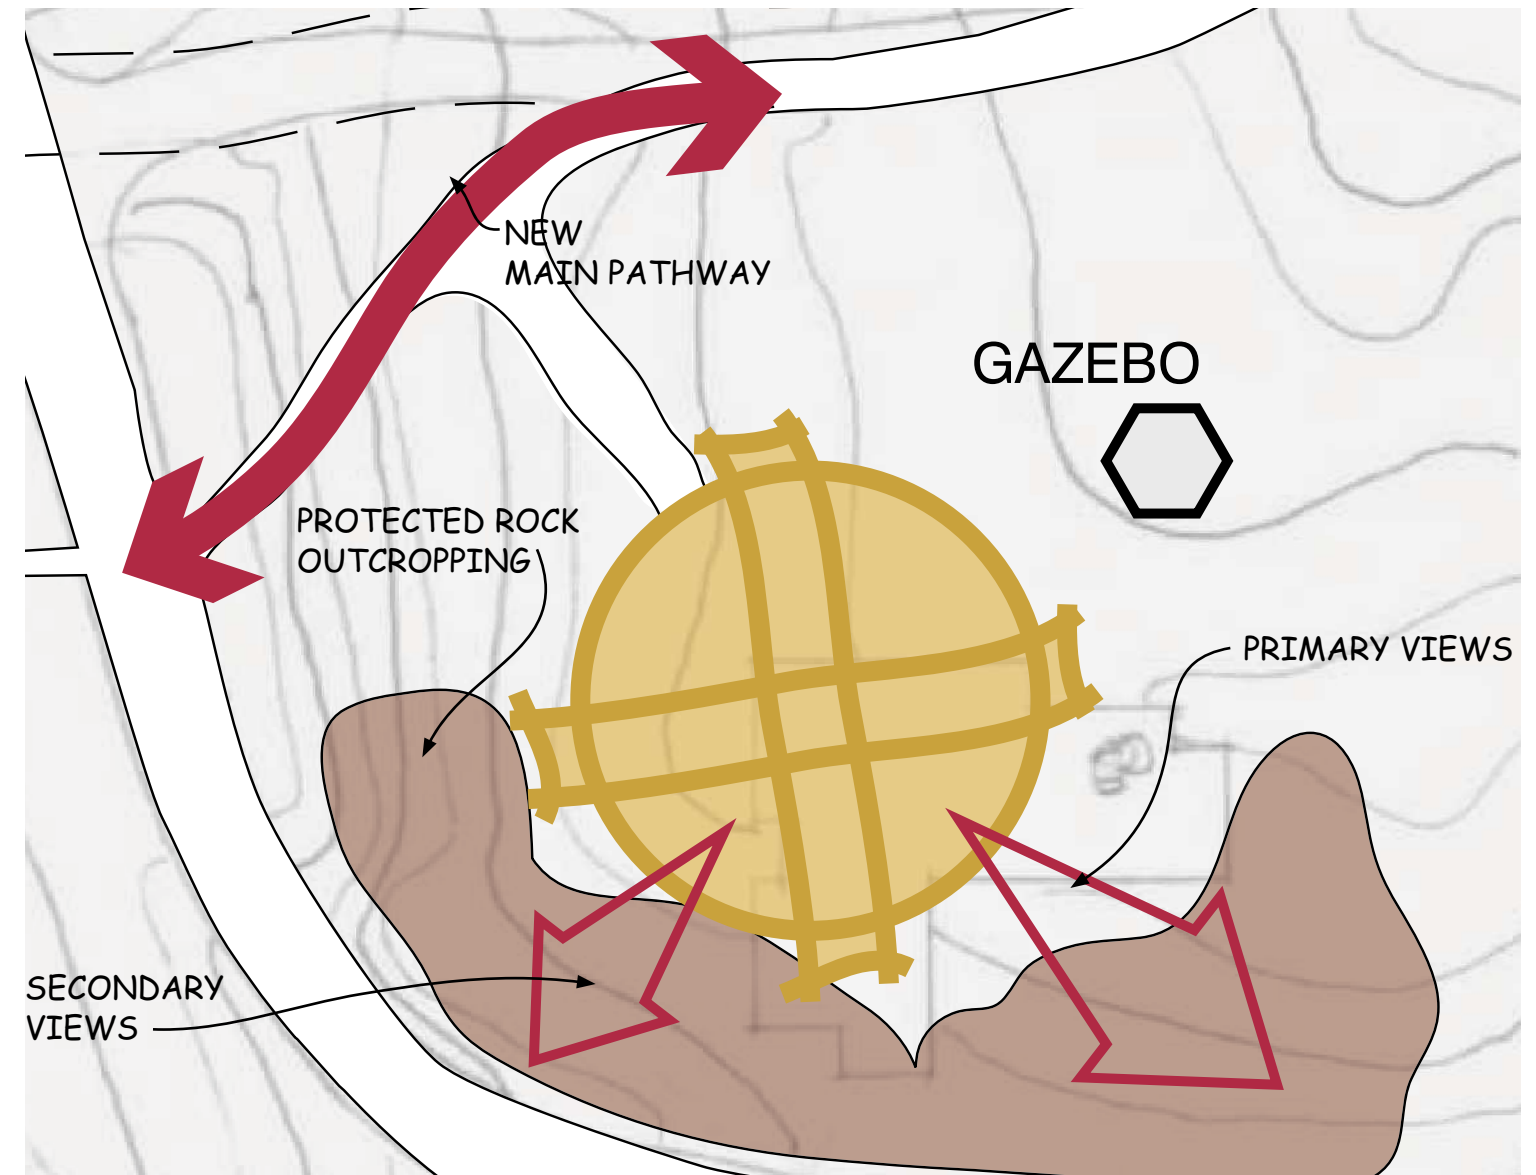 NEW
MAIN PATHWAY
GAZEBO
PROTECTED ROCK
OUTCROPPING
PRIMARY VIEWS
SECONDARY
VIEWS